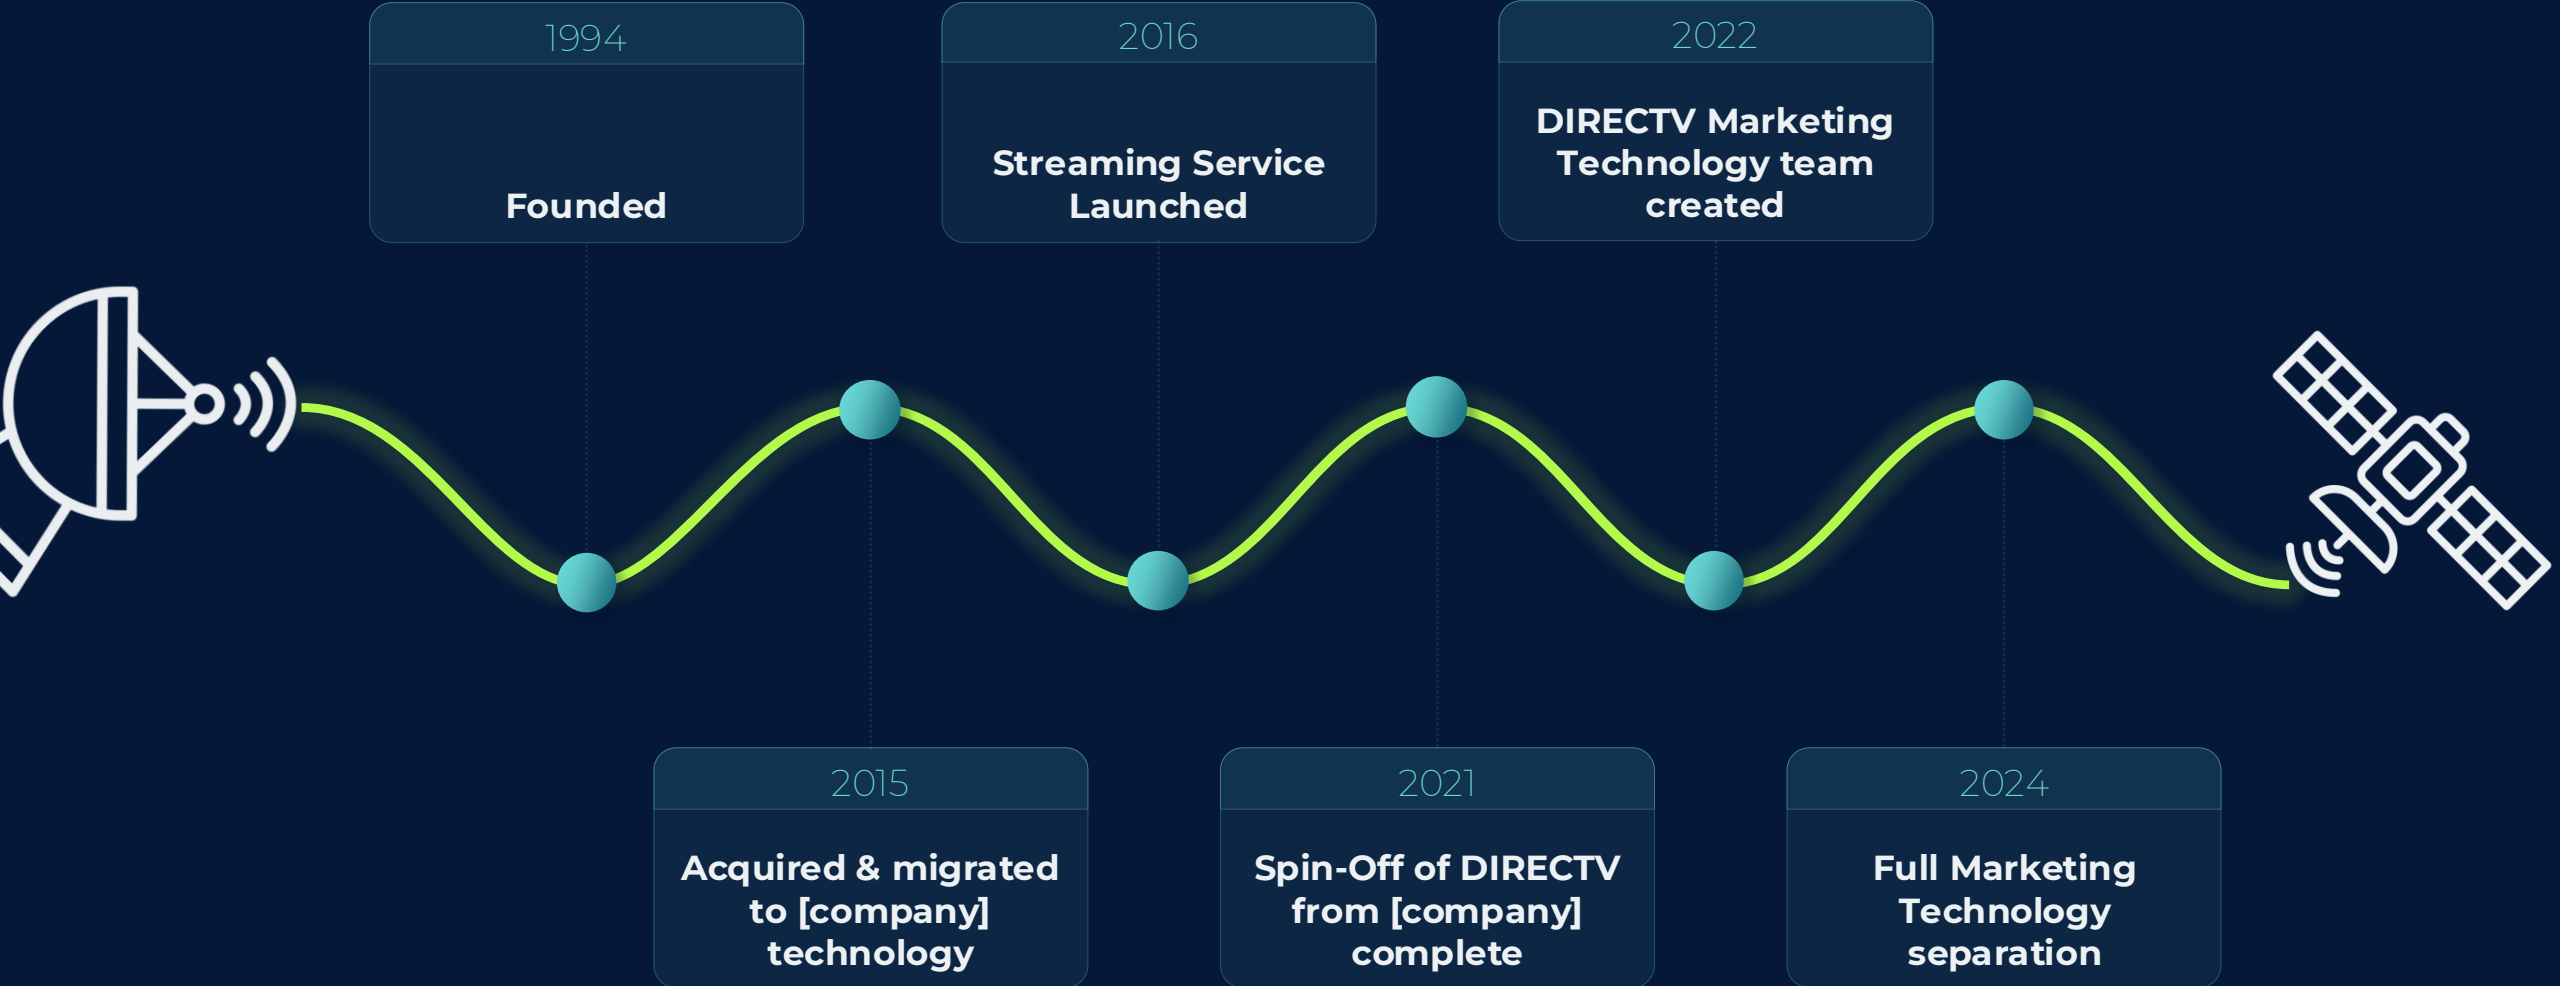 1994
Founded
2015
Acquired & migrated
to [company]
technology
2016
Streaming Service
Launched
2021
Spin-Off of DIRECTV
from [company]
complete
2022
DIRECTV Marketing
Technology team
created
2024
Full Marketing
Technology
separation